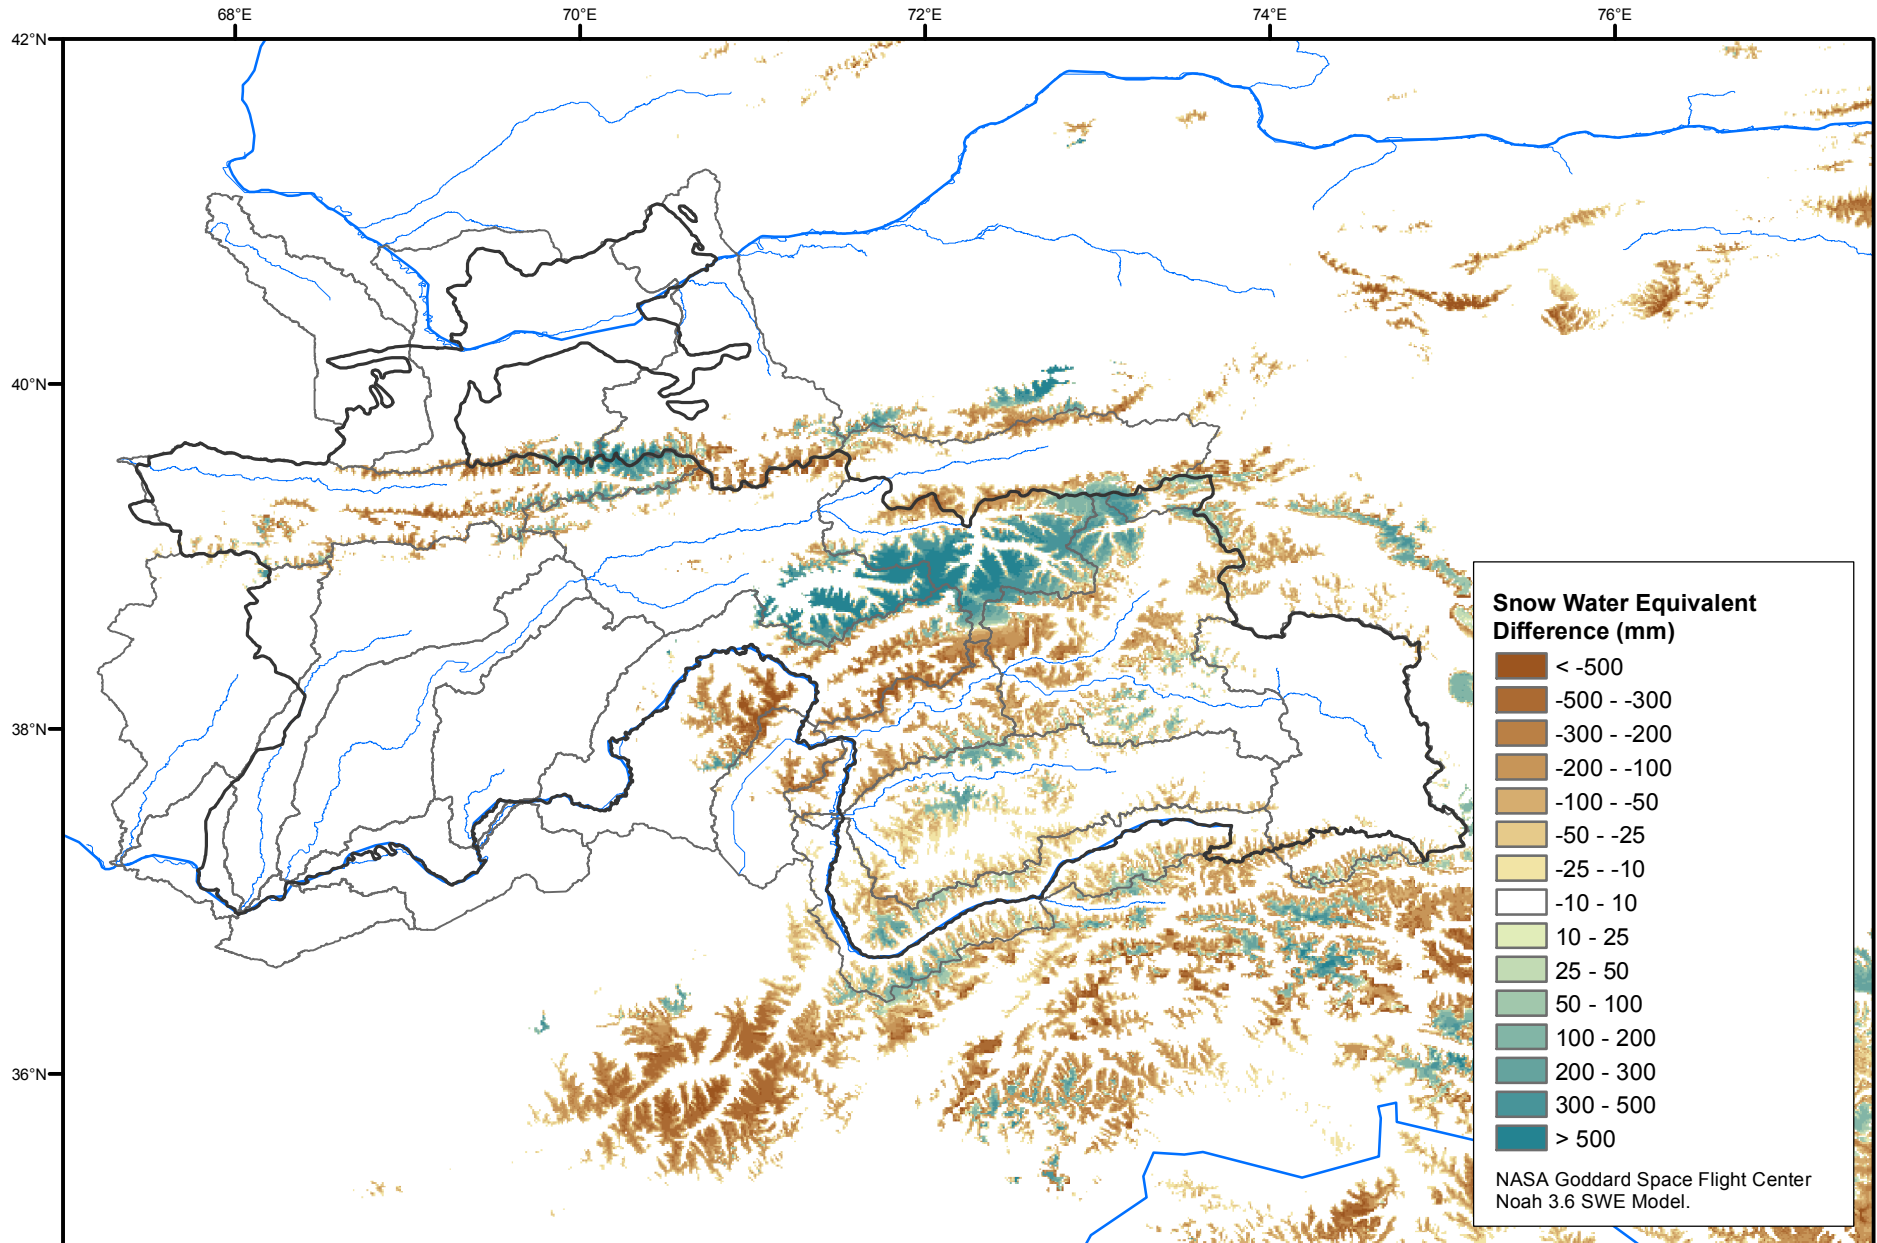 68°E 70°E 72°E 74°E 76°E
42°N
40°N
38°N
36°N
Snow Water Equivalent
Difference (mm)
< -500
-500 - -300
-300 - -200
-200 - -100
-100 - -50
-50 - -25
-25 - -10
-10 - 10
10 - 25
25 - 50
50 - 100
100 - 200
200 - 300
300 - 500
> 500
NASA Goddard Space Flight Center
Noah 3.6 SWE Model.